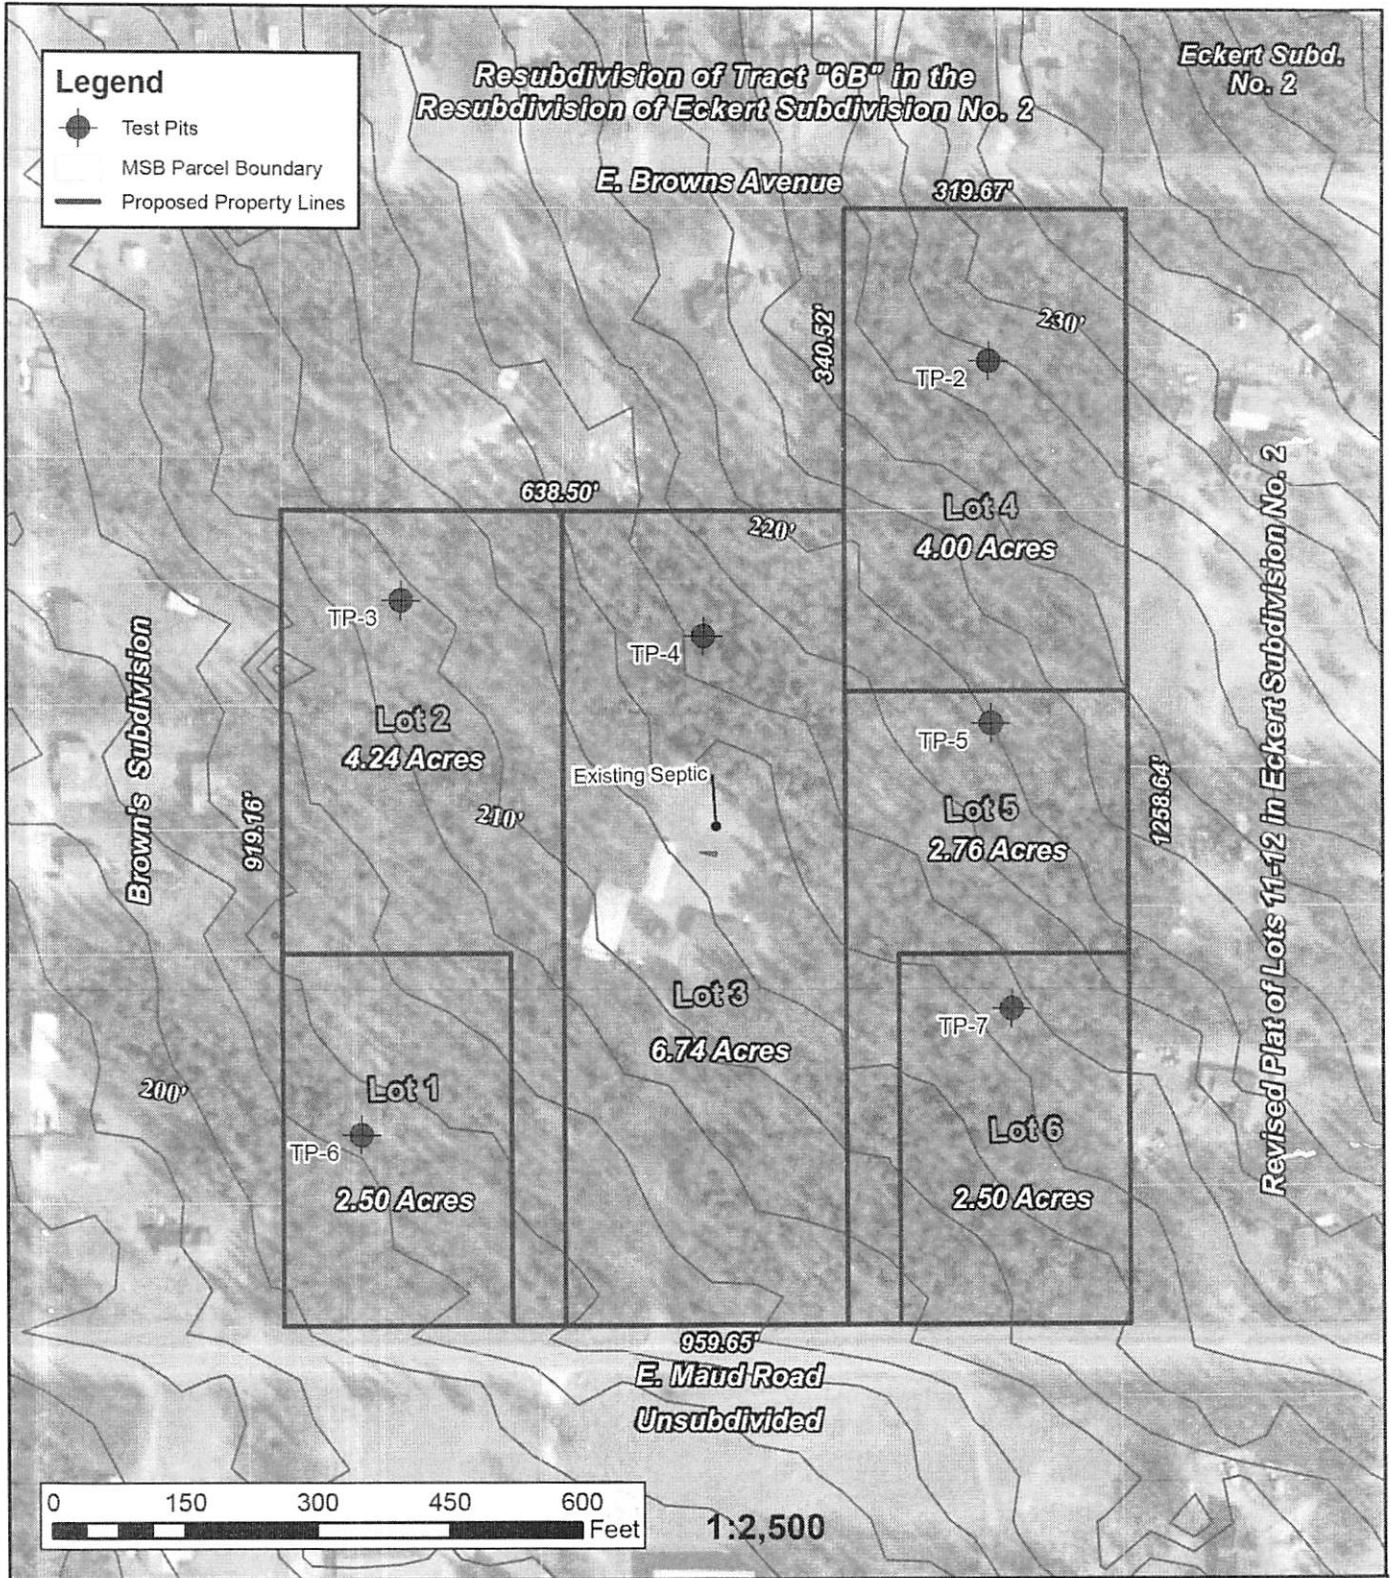 Legend
Test Pits
MSB Parcel Boundary
Proposed Property Lines
Resubdivision of Tract "6B" in the
Resubdivision of Eckert Subdivision No. 2
Eckert Subd.
No. 2
E. Browns Avenue
319.67'
340.52'
230'
TP-2
638.50'
220'
Lot 4
4.00 Acres
TP-3
TP-4
Lot 2
4.24 Acres
TP-5
Existing Septic
210'
Lot 5
2.76 Acres
919.16'
1258.64'
Brown's Subdivision
Revised Plat of Lots 11-12 in Eckert Subdivision No. 2
Lot 3
6.74 Acres
TP-7
200'
Lot 1
TP-6
2.50 Acres
Lot 6
2.50 Acres
959.65'
E. Maud Road
Unsubdivided
0 150 300 450 600
Feet
1:2,500